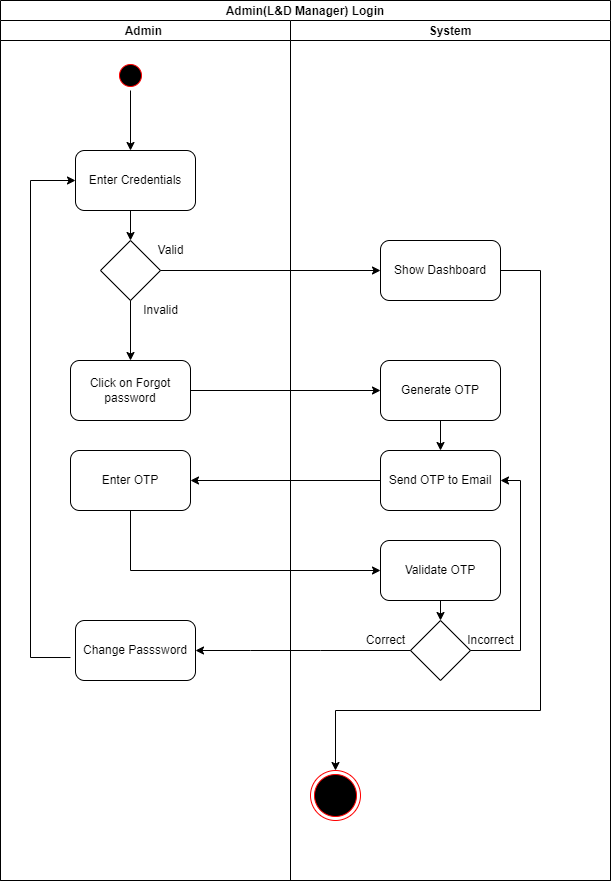 Admin(L&D Manager) Login
Admin
System
Enter Credentials
Valid
Show Dashboard
Invalid
Click on Forgot
password
Generate OTP
Enter OTP
Send OTP to Email
Validate OTP
Correct
Incorrect
Change Passsword